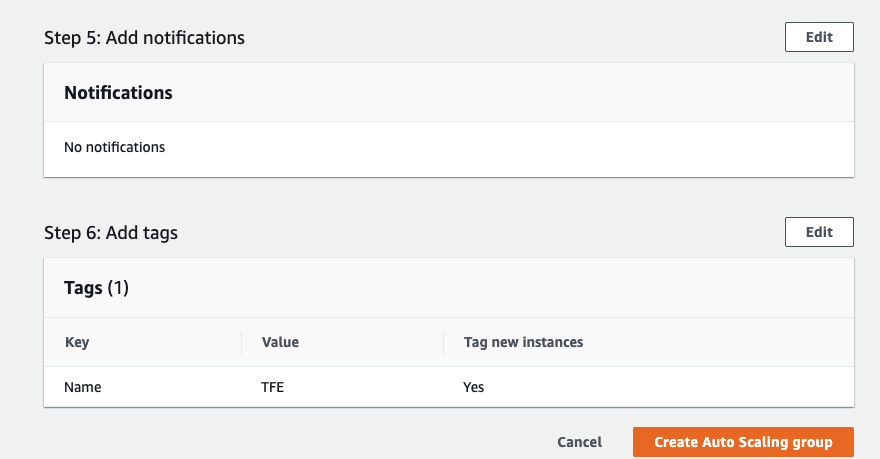 Step 5: Add notifications
Edit
Notifications
No notifications
Step 6: Add tags
Edit
Tags (1)
Key Value Tag new instances
Name TFE Yes
Cancel Create Auto Scaling group